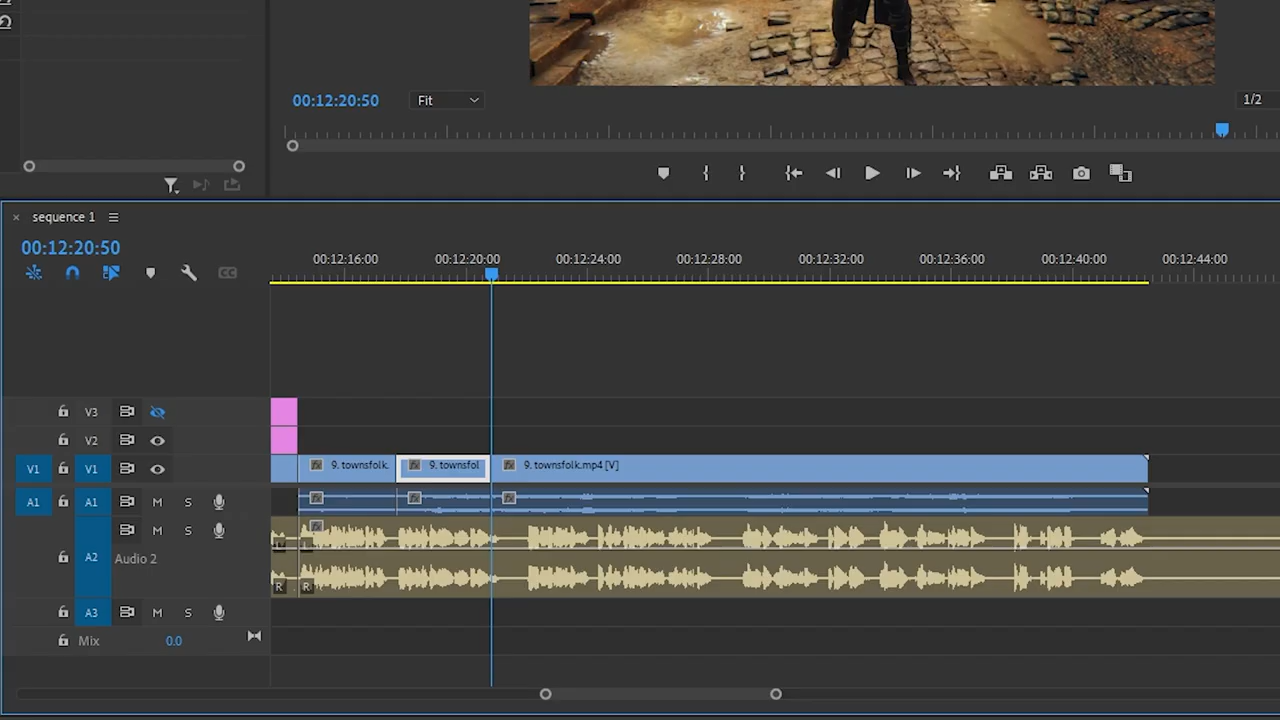 00:12:20:50
Fit
1/2
× sequence 1
00:12:20:50
00:12:16:00 00:12:20:00 00:12:24:00 00:12:28:00 00:12:32:00 00:12:36:00 00:12:40:00 00:12:44:00
V3
V2
V1 V1 9. townsfolk. 9. townsfol 9. townsfolk.mp4 [V]
A1 A1 M S
M S
A2 Audio 2
R R
A3 M S
Mix 0.0